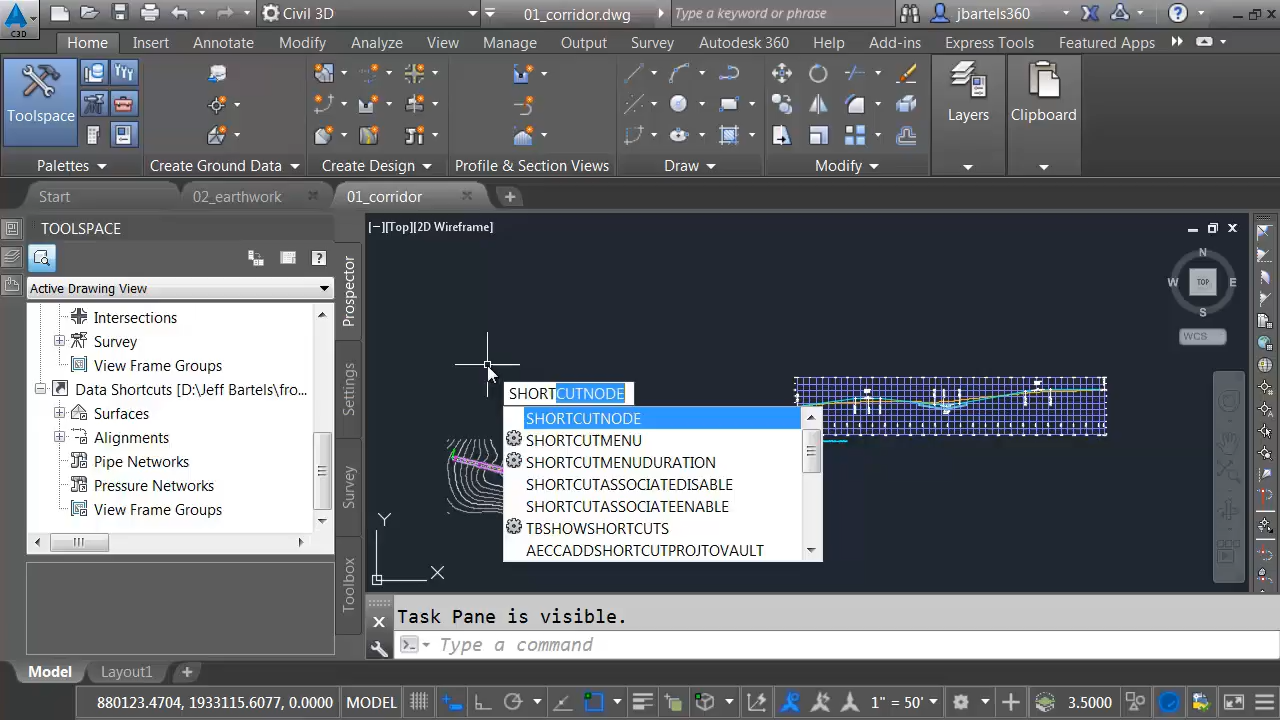 C3D
Civil 3D
01_corridor.dwg
Type a keyword or phrase
jbartels360
Home
Insert
Annotate
Modify
Analyze
View
Manage
Output
Survey
Autodesk 360
Help
Add-ins
Express Tools
Featured Apps
Toolspace
Layers
Clipboard
Palettes
Create Ground Data
Create Design
Profile & Section Views
Draw
Modify
Start
02_earthwork
01_corridor
TOOLSPACE
[−][Top][2D Wireframe]
Active Drawing View
Intersections
Survey
View Frame Groups
Data Shortcuts [D:\Jeff Bartels\fro...
Surfaces
Alignments
Pipe Networks
Pressure Networks
View Frame Groups
Prospector
Settings
Survey
Toolbox
N
W
TOP
E
S
WCS
SHORTCUTNODE
SHORTCUTNODE
SHORTCUTMENU
SHORTCUTMENUDURATION
SHORTCUTASSOCIATEDISABLE
SHORTCUTASSOCIATEENABLE
TBSHOWSHORTCUTS
AECCADDSHORTCUTPROJTOVAULT
Y
X
Task Pane is visible.
Type a command
Model
Layout1
880123.4704, 1933115.6077, 0.0000
MODEL
1" = 50'
3.5000